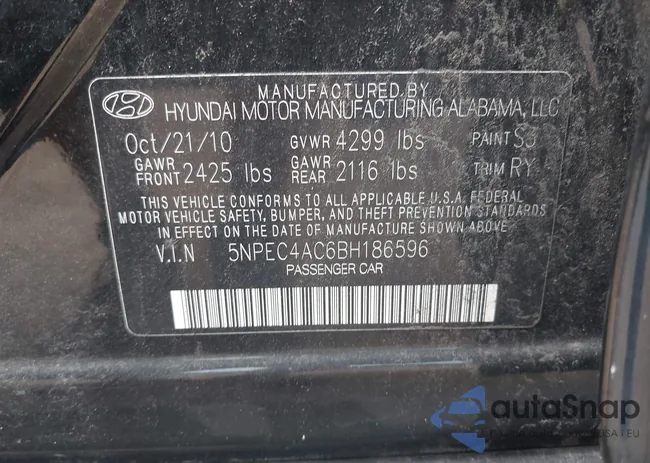 MANUFACTURED BY
HYUNDAI MOTOR MANUFACTURING ALABAMA, LLC
Oct/21/10 GVWR 4299 lbs PAINT S3
GAWR FRONT 2425 lbs GAWR REAR 2116 lbs TRIM RY
THIS VEHICLE CONFORMS TO ALL APPLICABLE U.S.A. FEDERAL
MOTOR VEHICLE SAFETY, BUMPER, AND THEFT PREVENTION STANDARDS
IN EFFECT ON THE DATE OF MANUFACTURE SHOWN ABOVE.
V.I.N 5NPEC4AC6BH186596
PASSENGER CAR
autoSnap